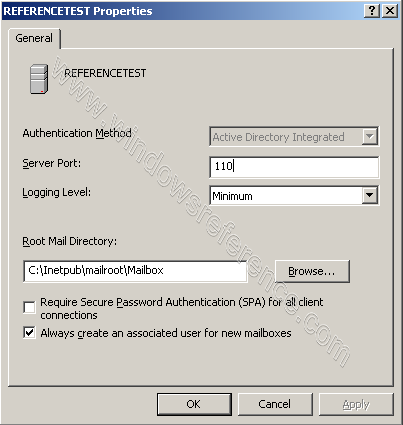 REFERENCETEST Properties
General
REFERENCETEST
Authentication Method
Active Directory Integrated
Server Port:
110
Logging Level:
Minimum
Root Mail Directory:
C:\Inetpub\mailroot\Mailbox
Browse...
Require Secure Password Authentication (SPA) for all client
connections
Always create an associated user for new mailboxes
OK
Cancel
Apply
www.windowsreference.com